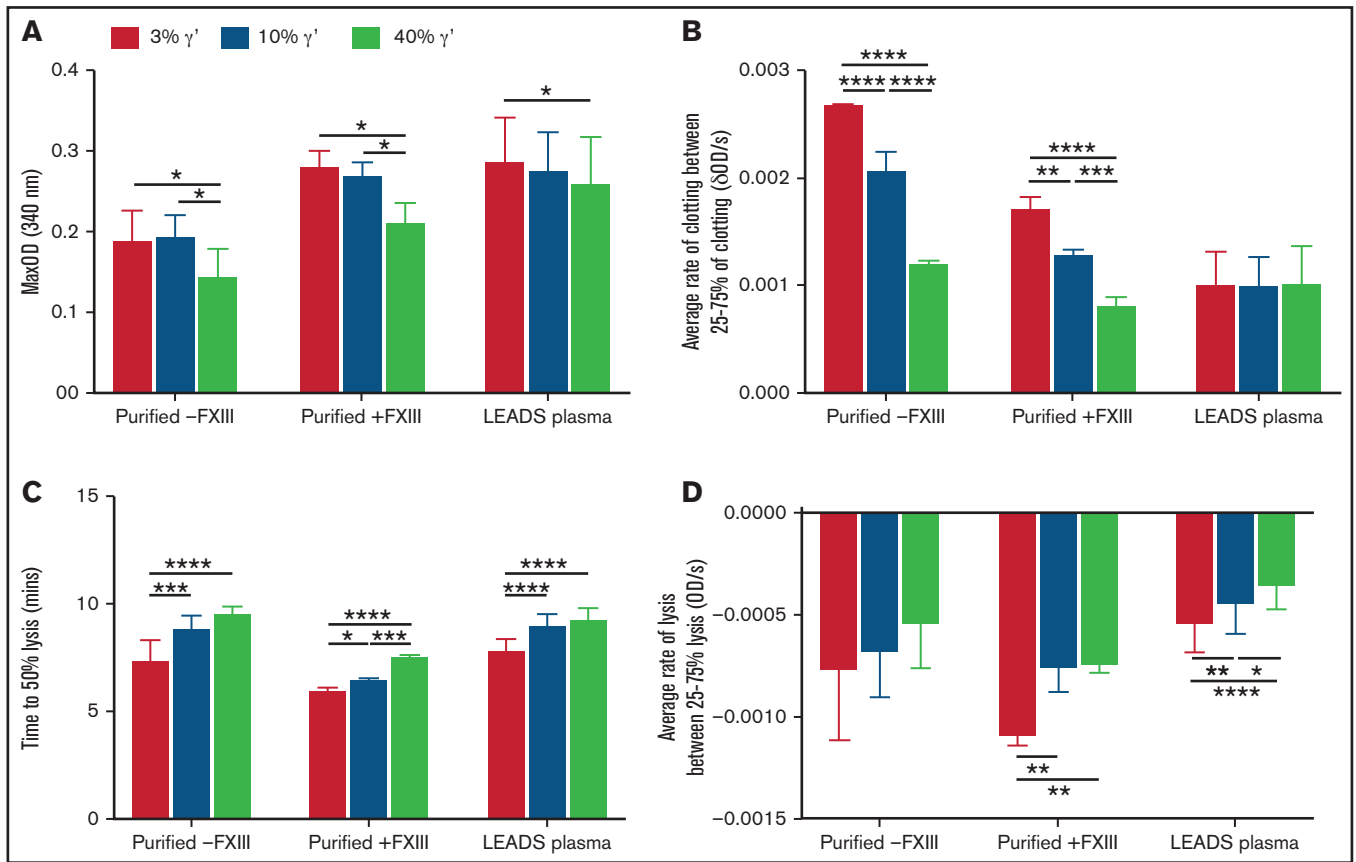 A
3% γ'
10% γ'
40% γ'
MaxOD (340 nm)
0.4
0.3
0.2
0.1
00
*
*
*
*
*
Purified –FXIII
Purified +FXIII
LEADS plasma
B
Average rate of clotting between
25-75% of clotting (δOD/s)
0.003
0.002
0.001
0.000
****
**** ****
****
** ***
Purified –FXIII
Purified +FXIII
LEADS plasma
C
Time to 50% lysis (mins)
15
10
5
0
****
***
****
* ***
****
****
Purified –FXIII
Purified +FXIII
LEADS plasma
D
Average rate of lysis
between 25-75% lysis (OD/s)
0.0000
–0.0005
–0.0010
–0.0015
**
**
** *
****
Purified –FXIII
Purified +FXIII
LEADS plasma